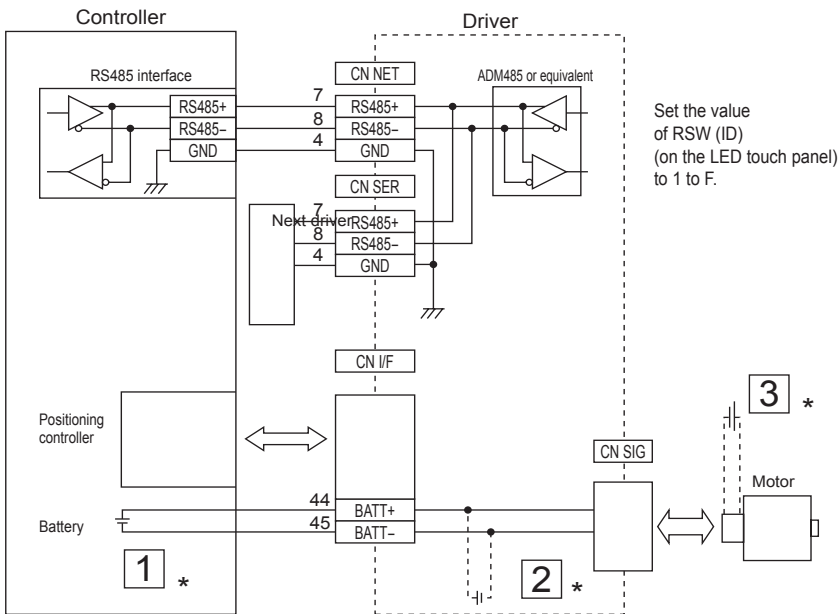 Controller
Driver
RS485 interface
CN NET
ADM485 or equivalent
RS485+
7
RS485+
RS485−
8
RS485−
GND
4
GND
Set the value
of RSW (ID)
(on the LED touch panel)
to 1 to F.
CN SER
Next driver
7
RS485+
8
RS485−
4
GND
CN I/F
Positioning
controller
3 *
CN SIG
Motor
Battery
44
BATT+
45
BATT−
1 *
2 *